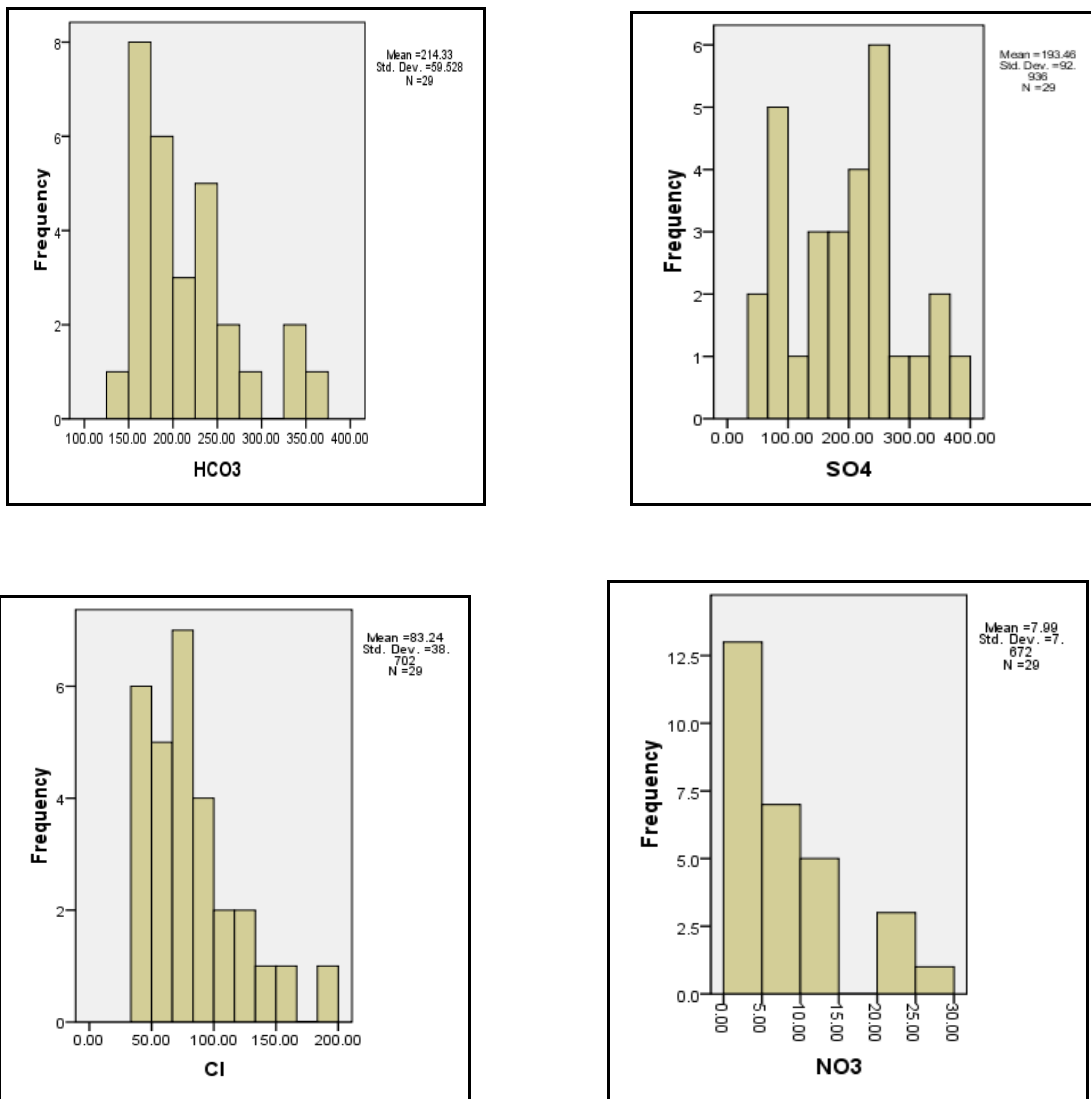 8
6
4
2
0
Frequency
100.00 150.00 200.00 250.00 300.00 350.00 400.00
HCO3
Mean =214.33
Std. Dev. =59.528
N =29
6
5
4
3
2
1
0
Frequency
0.00 100.00 200.00 300.00 400.00
SO4
Mean =193.46
Std. Dev. =92.
936
N =29
6
4
2
0
Frequency
0.00 50.00 100.00 150.00 200.00
Cl
Mean =83.24
Std. Dev. =38.
702
N =29
12.5
10.0
7.5
5.0
2.5
0.0
Frequency
0.00 5.00 10.00 15.00 20.00 25.00 30.00
NO3
Mean =7.99
Std. Dev. =7.
672
N =29